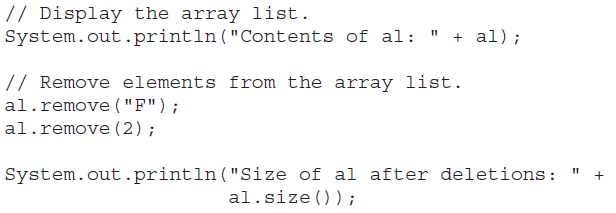 // Display the array list.
System.out.println("Contents of al: " + al);
// Remove elements from the array list.
al.remove("F");
al.remove(2);
System.out.println("Size of al after deletions: " +
al.size());